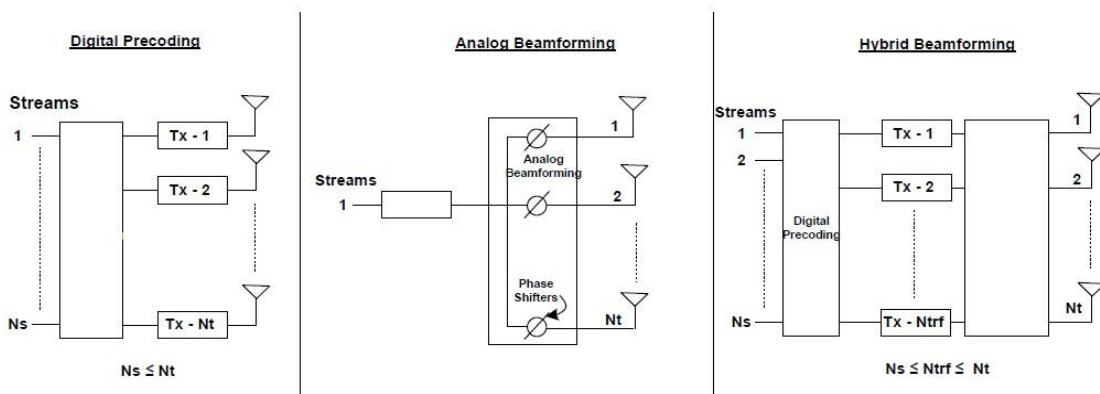 Digital Precoding
Streams
1
Tx - 1
Tx - 2
Ns
Tx - Nt
Ns ≤ Nt
Analog Beamforming
Streams
1
1
Analog
Beamforming
2
Phase
Shifters
Nt
Hybrid Beamforming
Streams
1
2
Ns
Digital
Precoding
Tx - 1
Tx - 2
Tx - Ntrf
1
2
Nt
Ns ≤ Ntrf ≤ Nt